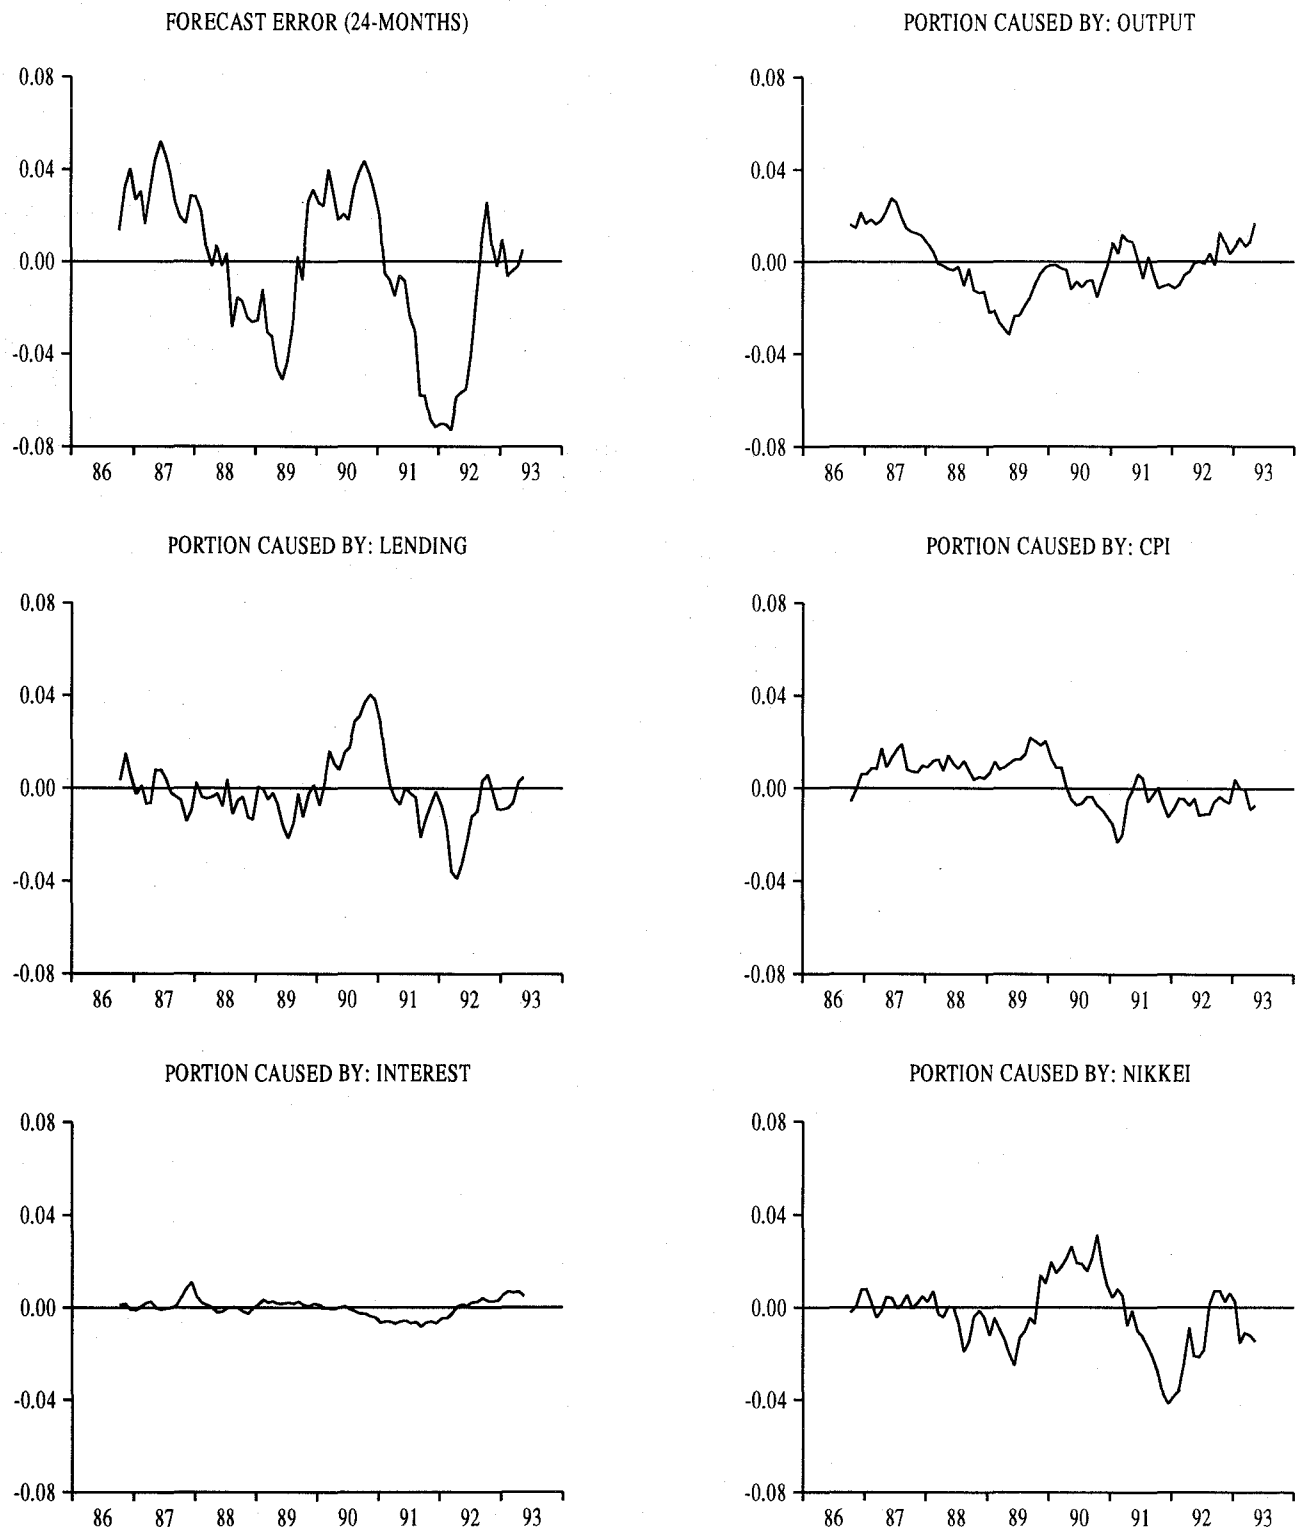 FORECAST ERROR (24-MONTHS)
0.08
0.04
0.00
-0.04
-0.08
86 87 88 89 90 91 92 93
PORTION CAUSED BY: OUTPUT
0.08
0.04
0.00
-0.04
-0.08
86 87 88 89 90 91 92 93
PORTION CAUSED BY: LENDING
0.08
0.04
0.00
-0.04
-0.08
86 87 88 89 90 91 92 93
PORTION CAUSED BY: CPI
0.08
0.04
0.00
-0.04
-0.08
86 87 88 89 90 91 92 93
PORTION CAUSED BY: INTEREST
0.08
0.04
0.00
-0.04
-0.08
86 87 88 89 90 91 92 93
PORTION CAUSED BY: NIKKEI
0.08
0.04
0.00
-0.04
-0.08
86 87 88 89 90 91 92 93